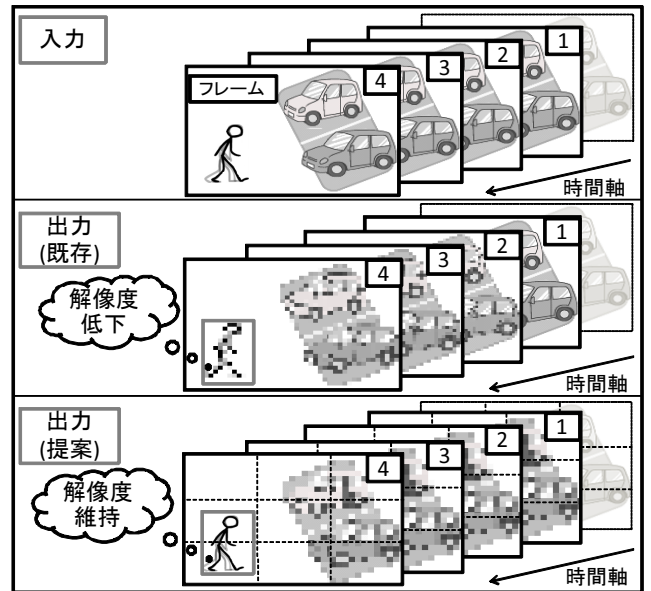 入力
フレーム
4
3
2
1
時間軸
出力
(既存)
解像度
低下
4
3
2
1
時間軸
出力
(提案)
解像度
維持
4
3
2
1
時間軸